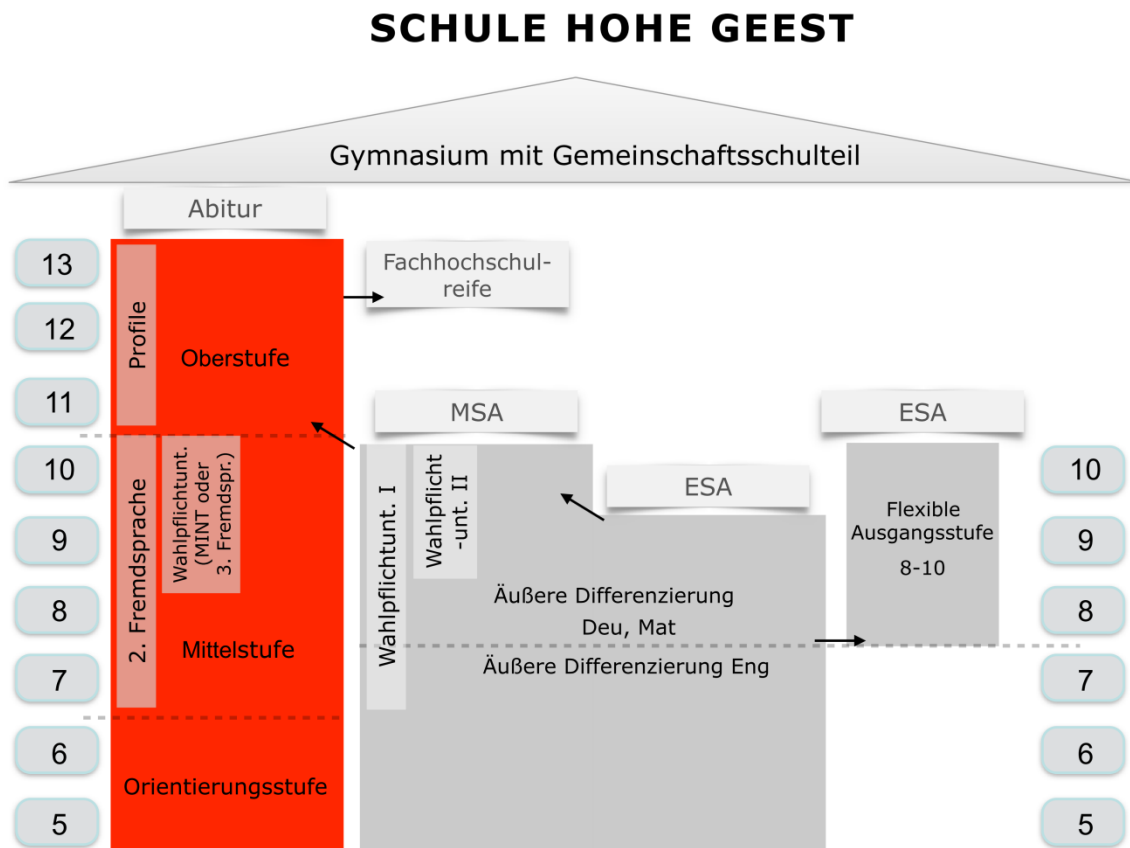 SCHULE HOHE GEEST
Gymnasium mit Gemeinschaftsschulteil
Abitur
13
12
11
10
9
8
7
6
5
Profile
Oberstufe
2. Fremdsprache
Wahlpflichtunt.
(MINT oder
3. Fremdspr.)
Mittelstufe
Orientierungsstufe
Fachhochschul-
reife
MSA
Wahlpflichtunt. I
Wahlpflicht
-unt. II
ESA
Äußere Differenzierung
Deu, Mat
Äußere Differenzierung Eng
ESA
Flexible
Ausgangsstufe
8-10
10
9
8
7
6
5